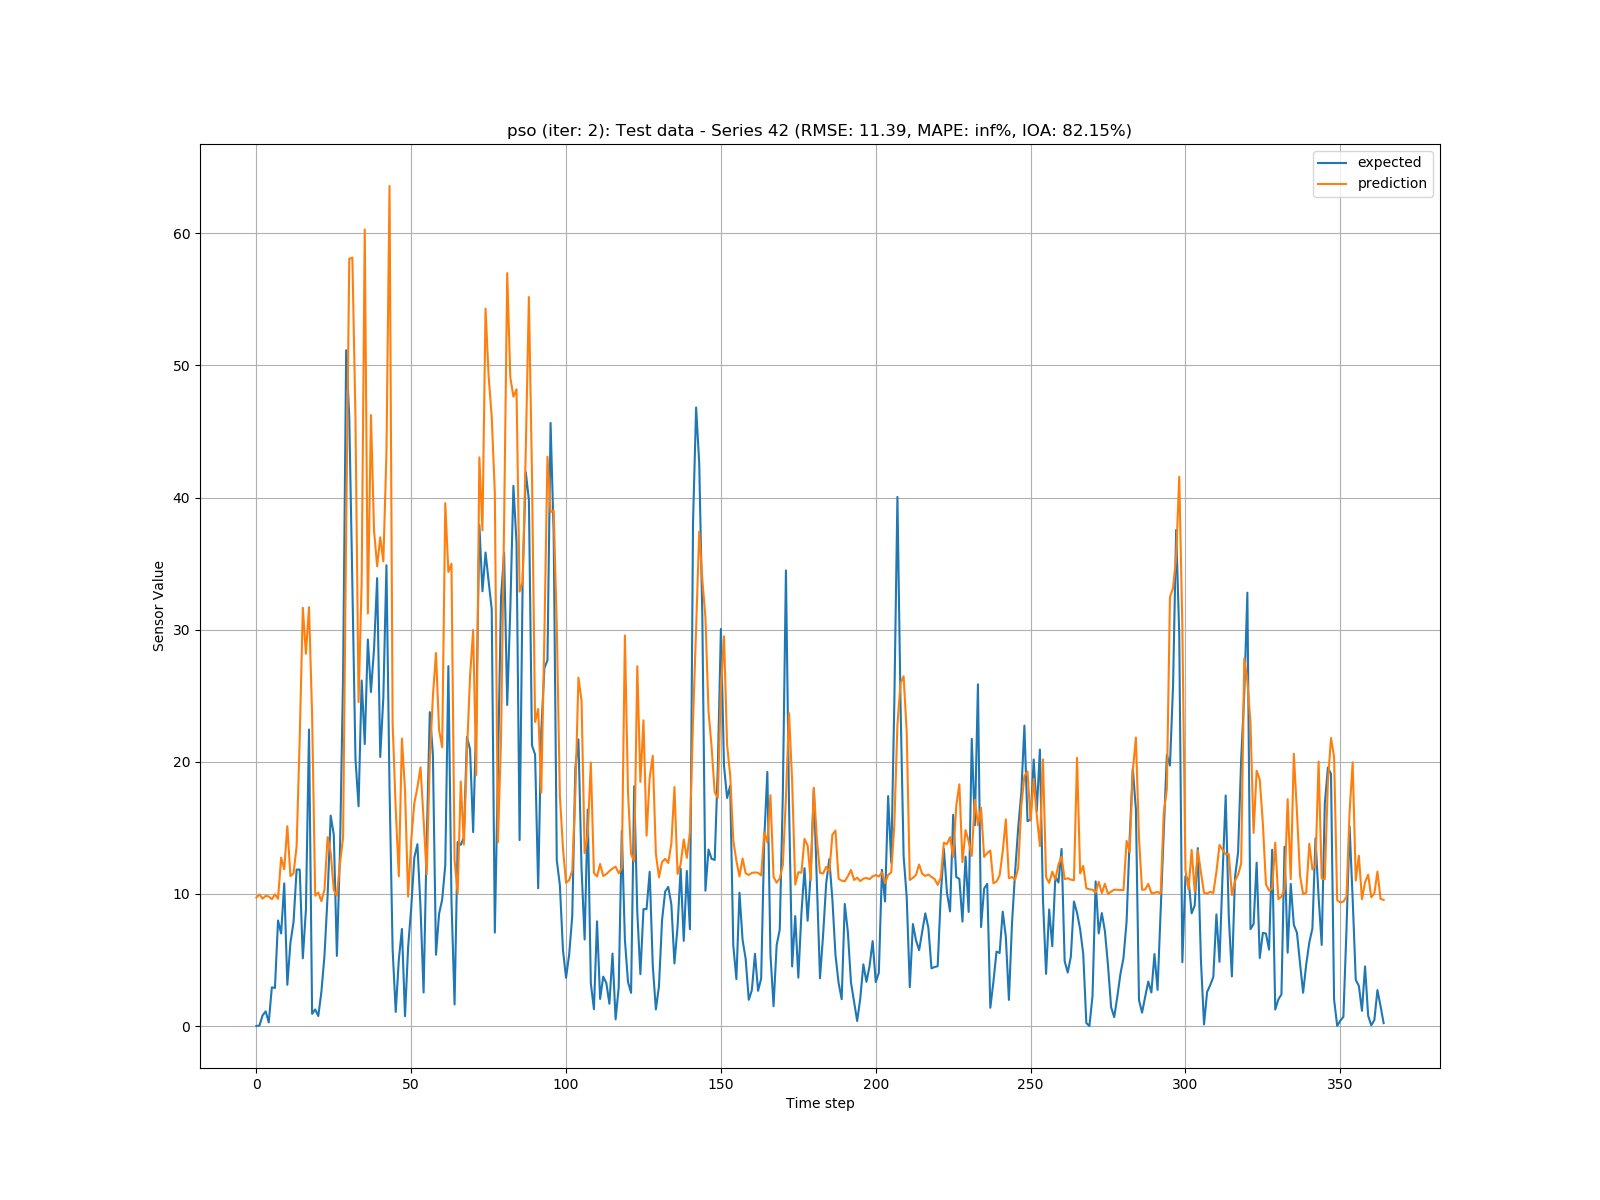 pso (iter: 2): Test data - Series 42 (RMSE: 11.39, MAPE: inf%, IOA: 82.15%)
expected
prediction
60
50
40
30
20
10
0
Sensor Value
0 50 100 150 200 250 300 350
Time step